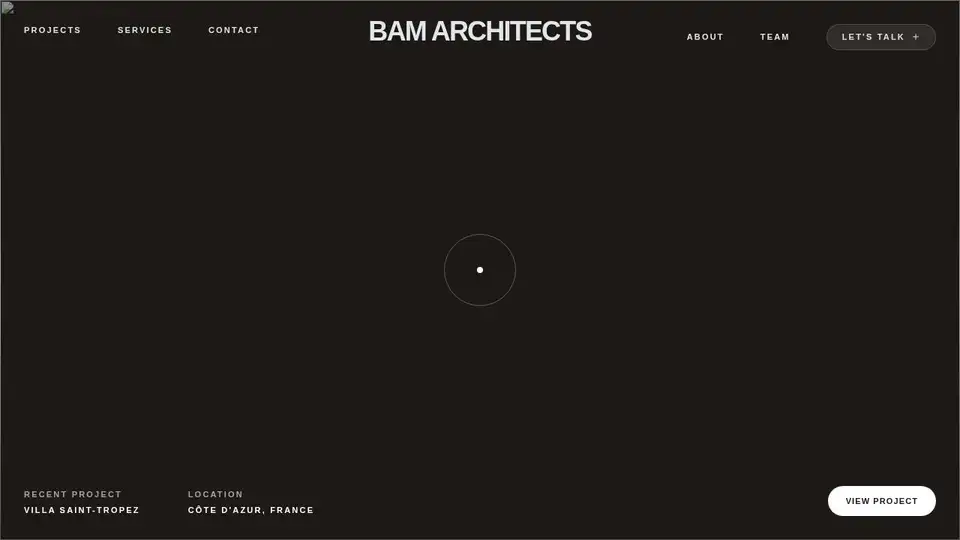 PROJECTS SERVICES CONTACT BAM ARCHITECTS ABOUT TEAM LET'S TALK +
RECENT PROJECT LOCATION
VILLA SAINT-TROPEZ CÔTE D'AZUR, FRANCE
VIEW PROJECT